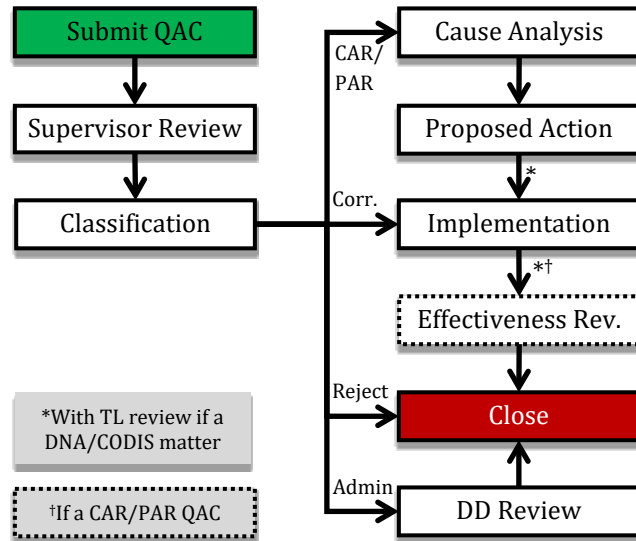 Submit QAC
Supervisor Review
Classification
CAR/
PAR
Corr.
Reject
Admin
Cause Analysis
Proposed Action
*
Implementation
*†
Effectiveness Rev.
Close
DD Review
*With TL review if a
DNA/CODIS matter
†If a CAR/PAR QAC